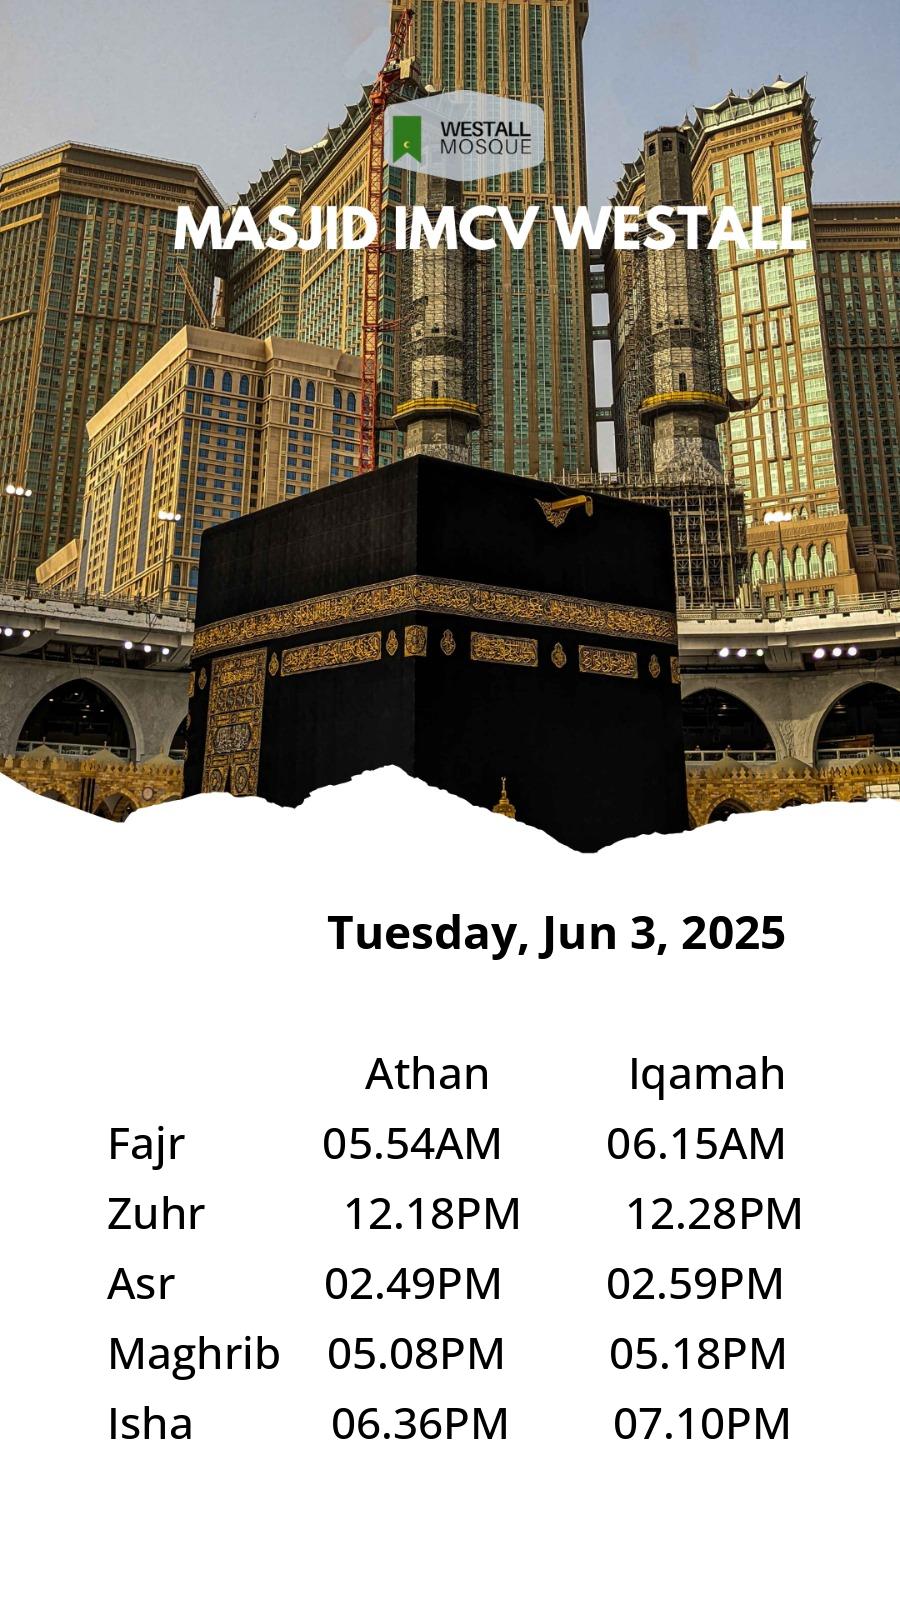 WESTALL
MOSQUE
MASJID IMCV WESTALL
Tuesday, Jun 3, 2025
Athan Iqamah
Fajr 05.54AM 06.15AM
Zuhr 12.18PM 12.28PM
Asr 02.49PM 02.59PM
Maghrib 05.08PM 05.18PM
Isha 06.36PM 07.10PM